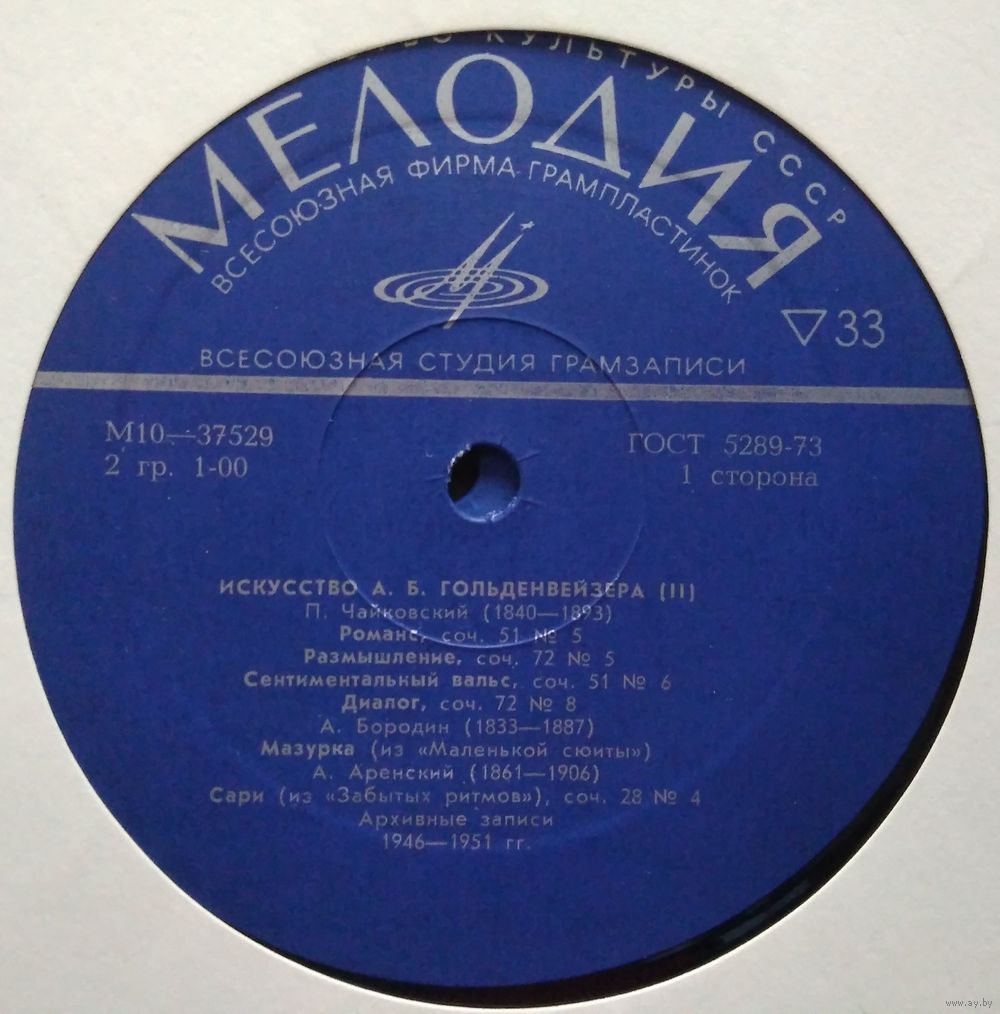 КУЛЬТУРЫ СССР
МЕЛОДИЯ
ВСЕСОЮЗНАЯ ФИРМА ГРАМПЛАСТИНОК
▽33
ВСЕСОЮЗНАЯ СТУДИЯ ГРАМЗАПИСИ
М10—37529
ГОСТ 5289-73
2 гр. 1-00
1 сторона
ИСКУССТВО А. Б. ГОЛЬДЕНВЕЙЗЕРА (II)
П. Чайковский (1840—1893)
Романс, соч. 51 № 5
Размышление, соч. 72 № 5
Сентиментальный вальс, соч. 51 № 6
Диалог, соч. 72 № 8
А. Бородин (1833—1887)
Мазурка (из «Маленькой сюиты»)
А. Аренский (1861—1906)
Сари (из «Забытых ритмов»), соч. 28 № 4
Архивные записи
1946—1951 гг.
www.ay.by